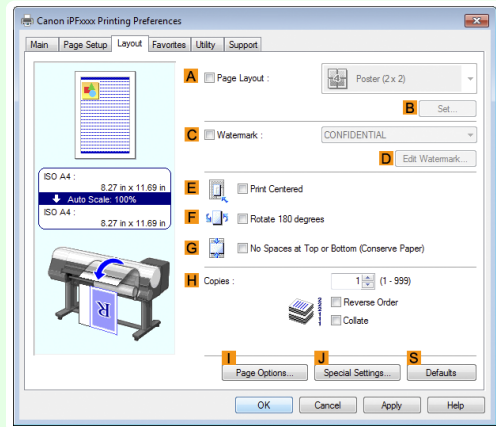 Canon iPFxxxx Printing Preferences
Main Page Setup Layout Favorites Utility Support
A Page Layout : Poster (2 x 2)
B Set...
C Watermark : CONFIDENTIAL
D Edit Watermark...
ISO A4 :
8.27 in x 11.69 in
Auto Scale: 100%
ISO A4 :
8.27 in x 11.69 in
E Print Centered
F Rotate 180 degrees
G No Spaces at Top or Bottom (Conserve Paper)
H Copies : 1 (1 - 999)
Reverse Order
Collate
R
I J S
Page Options... Special Settings... Defaults
OK Cancel Apply Help